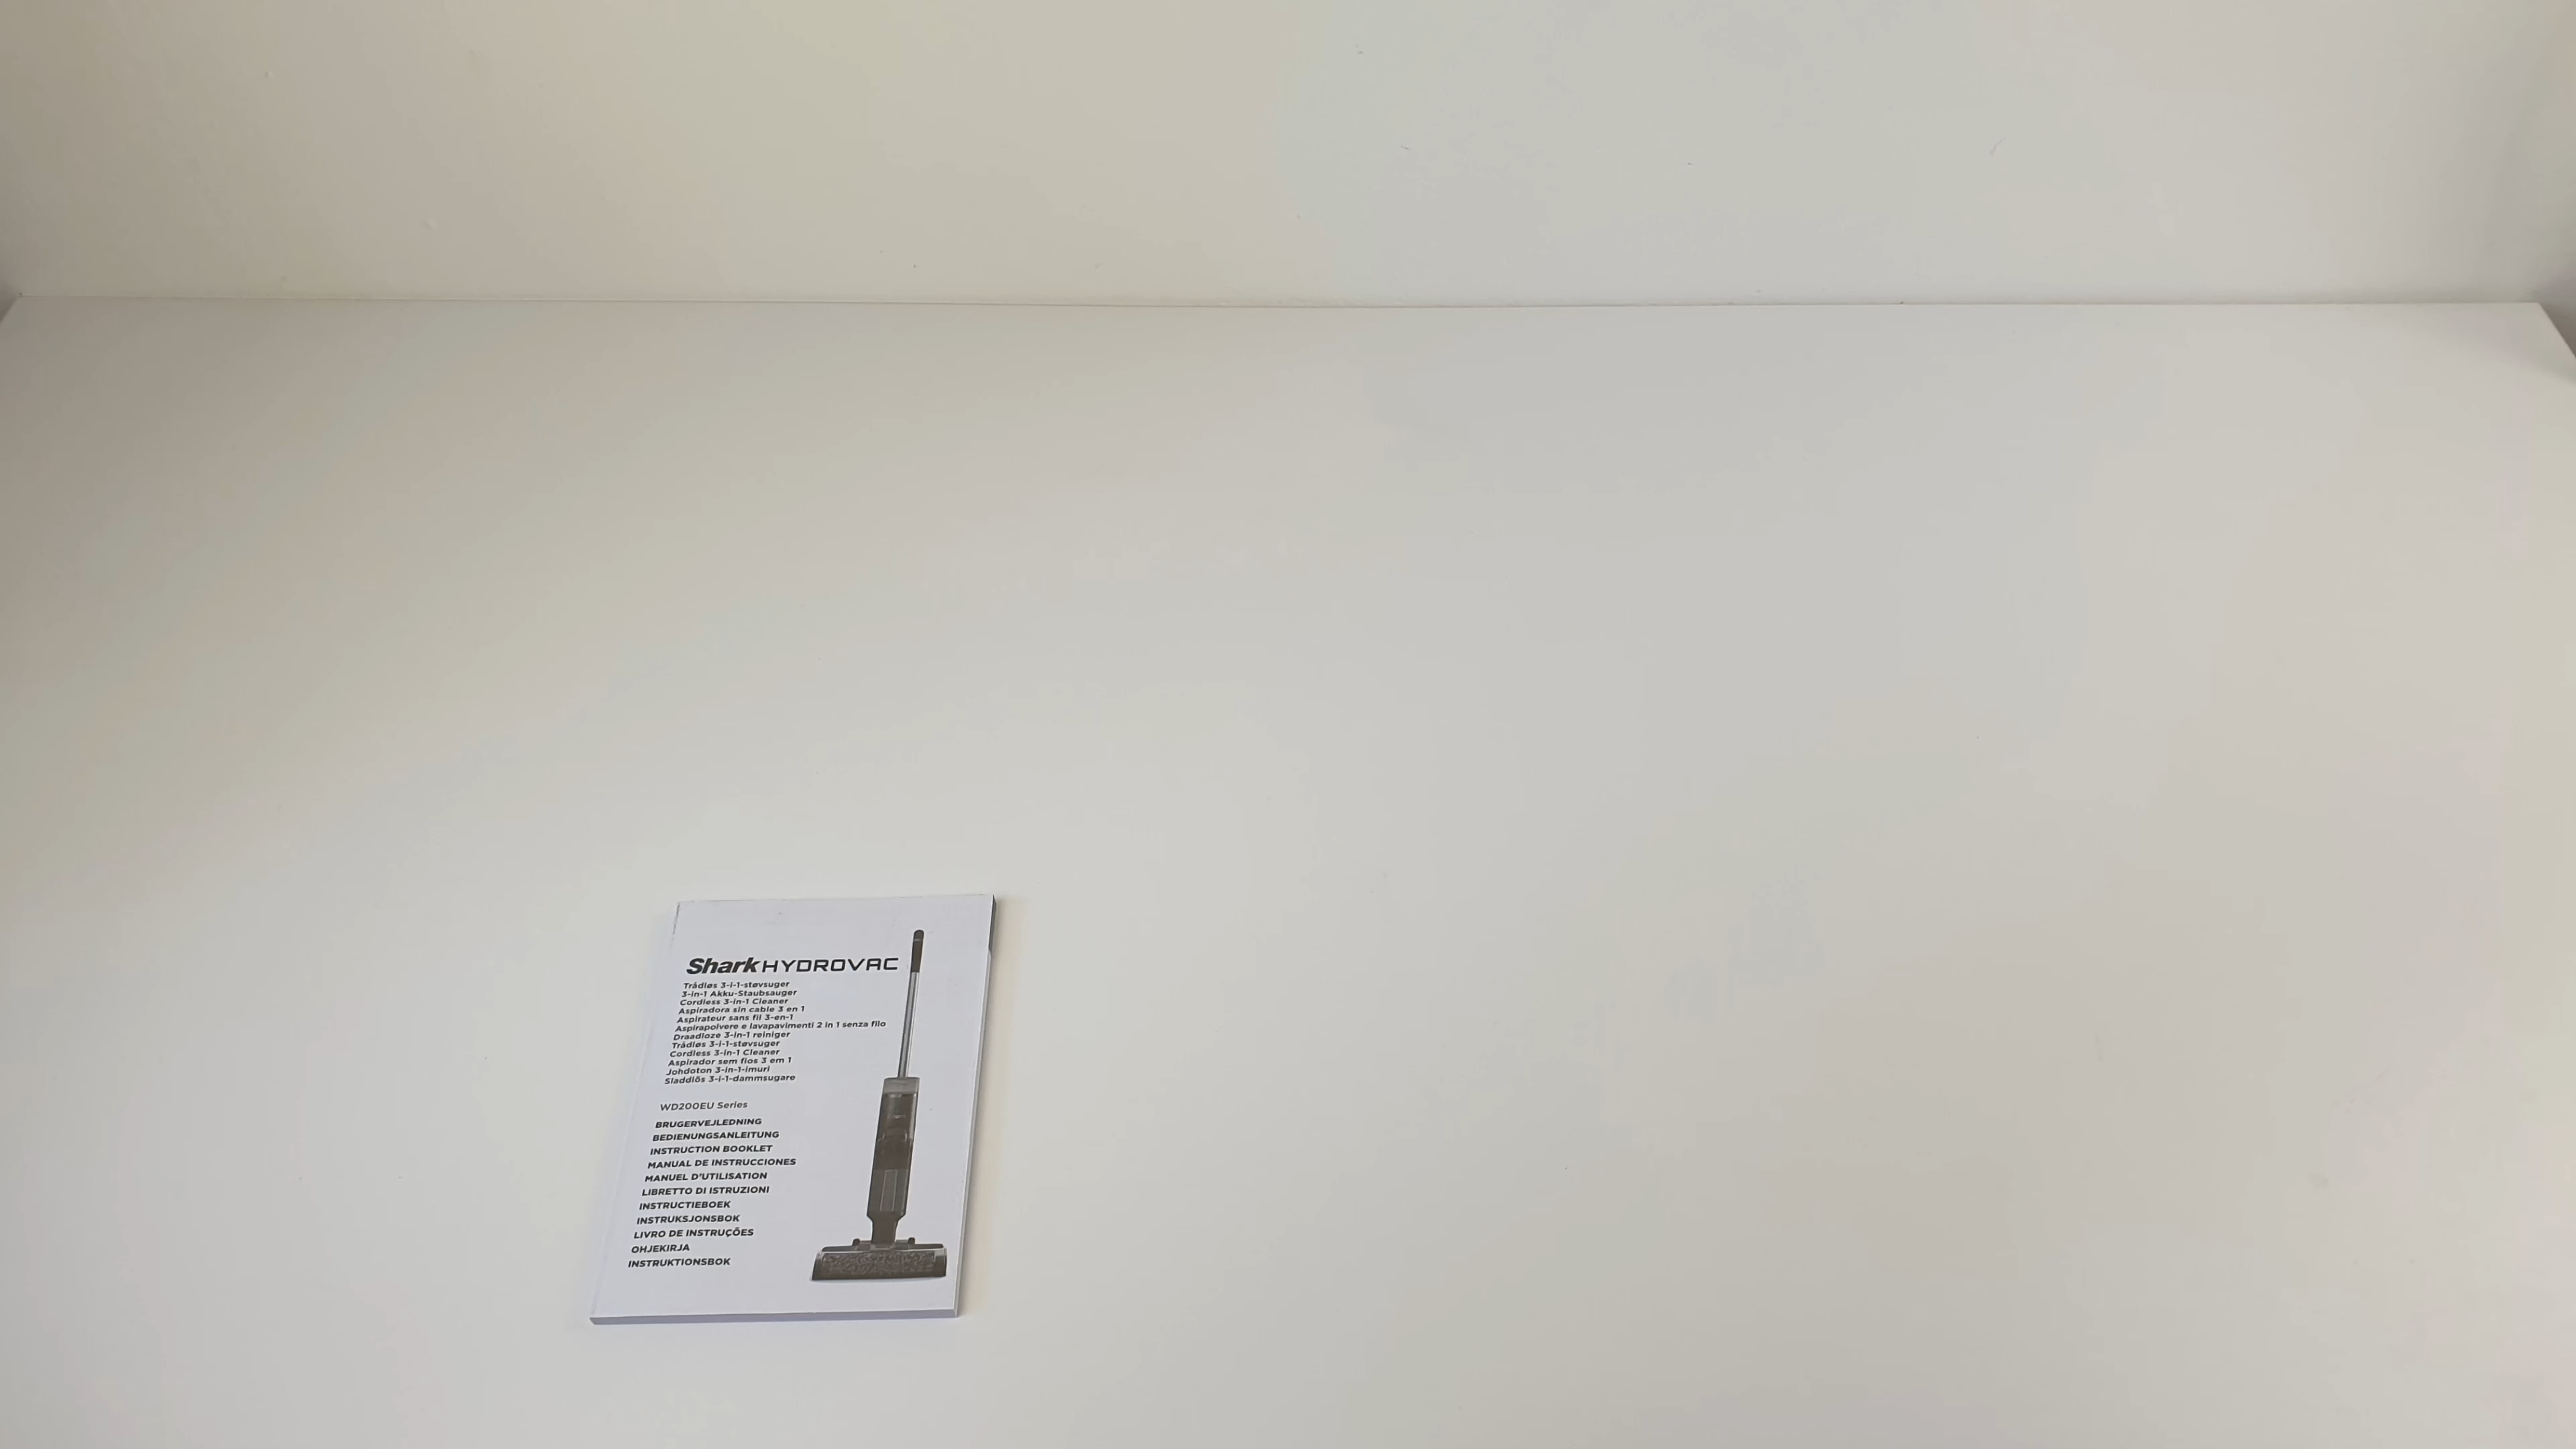 Shark HYDROVAC
Trådløs 3-i-1-støvsuger
3-in-1 Akku-Staubsauger
Cordless 3-in-1 Cleaner
Aspiradora sin cable 3 en 1
Aspirateur sans fil 3-en-1
Aspirapolvere e lavapavimenti 2 in 1 senza filo
Draadloze 3-in-1 reiniger
Trådløs 3-i-1-støvsuger
Cordless 3-in-1 Cleaner
Aspirador sem fios 3 em 1
Johdoton 3-in-1-imuri
Sladdlös 3-i-1-dammsugare
WD200EU Series
BRUGERVEJLEDNING
BEDIENUNGSANLEITUNG
INSTRUCTION BOOKLET
MANUAL DE INSTRUCCIONES
MANUEL D'UTILISATION
LIBRETTO DI ISTRUZIONI
INSTRUCTIEBOEK
INSTRUKSJONSBOK
LIVRO DE INSTRUÇÕES
OHJEKIRJA
INSTRUKTIONSBOK